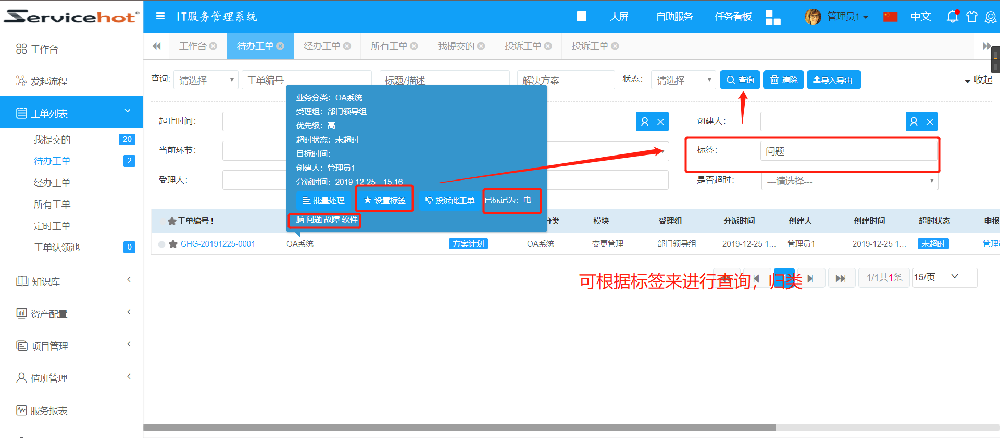 Servicehot
IT服务管理系统
大屏
自助服务
任务看板
管理员1
中文
工作台
待办工单
经办工单
所有工单
我提交的
投诉工单
投诉工单
工作台
发起流程
工单列表
我提交的 20
待办工单 2
经办工单
所有工单
定时工单
工单认领池 0
知识库
资产配置
项目管理
值班管理
服务报表
查询: 请选择 工单编号 标题/描述 解决方案 状态: 请选择 查询 清除 导入导出 收起
起止时间:
创建人:
当前环节:
标签: 问题
受理人:
是否超时: ---请选择---
业务分类: OA系统
受理组: 部门领导组
优先级: 高
超时状态: 未超时
目标时间:
创建人: 管理员1
分派时间: 2019-12-25 15:16
批量处理 设置标签 投诉此工单 已标记为: 电
脑 问题 故障 软件
工单编号! 分类 模块 受理组 分派时间 创建人 创建时间 超时状态 申报
CHG-20191225-0001 OA系统 方案计划 OA系统 变更管理 部门领导组 2019-12-25 1... 管理员1 2019-12-25 1... 未超时 管理员
可根据标签来进行查询，归类
1/1共1条 15/页